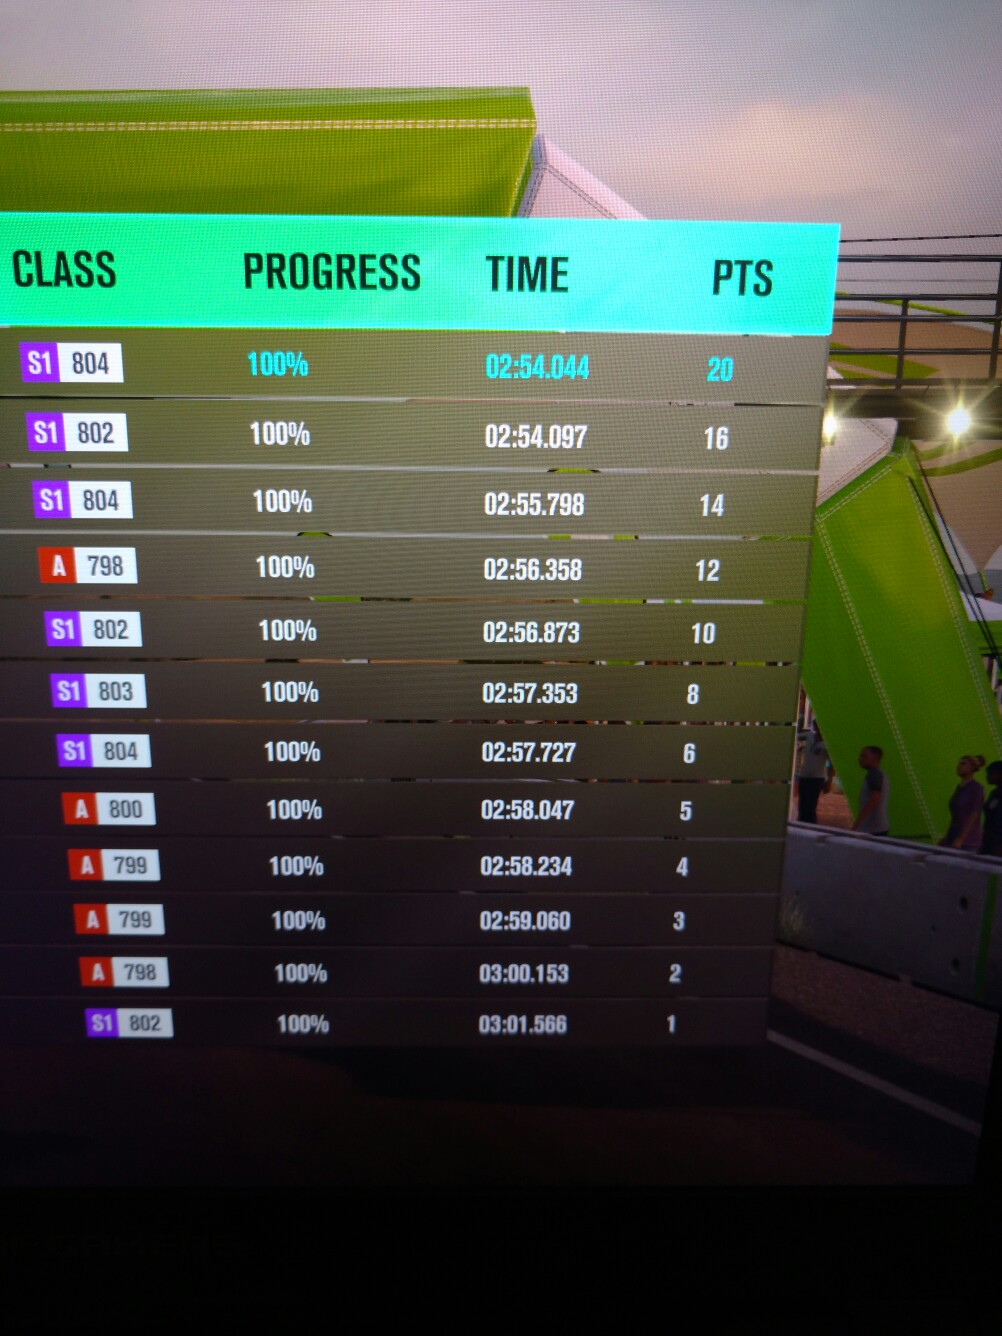 CLASS PROGRESS TIME PTS
S1 804 100% 02:54.044 20
S1 802 100% 02:54.097 16
S1 804 100% 02:55.798 14
A 798 100% 02:56.358 12
S1 802 100% 02:56.873 10
S1 803 100% 02:57.353 8
S1 804 100% 02:57.727 6
A 800 100% 02:58.047 5
A 799 100% 02:58.234 4
A 799 100% 02:59.060 3
A 798 100% 03:00.153 2
S1 802 100% 03:01.566 1